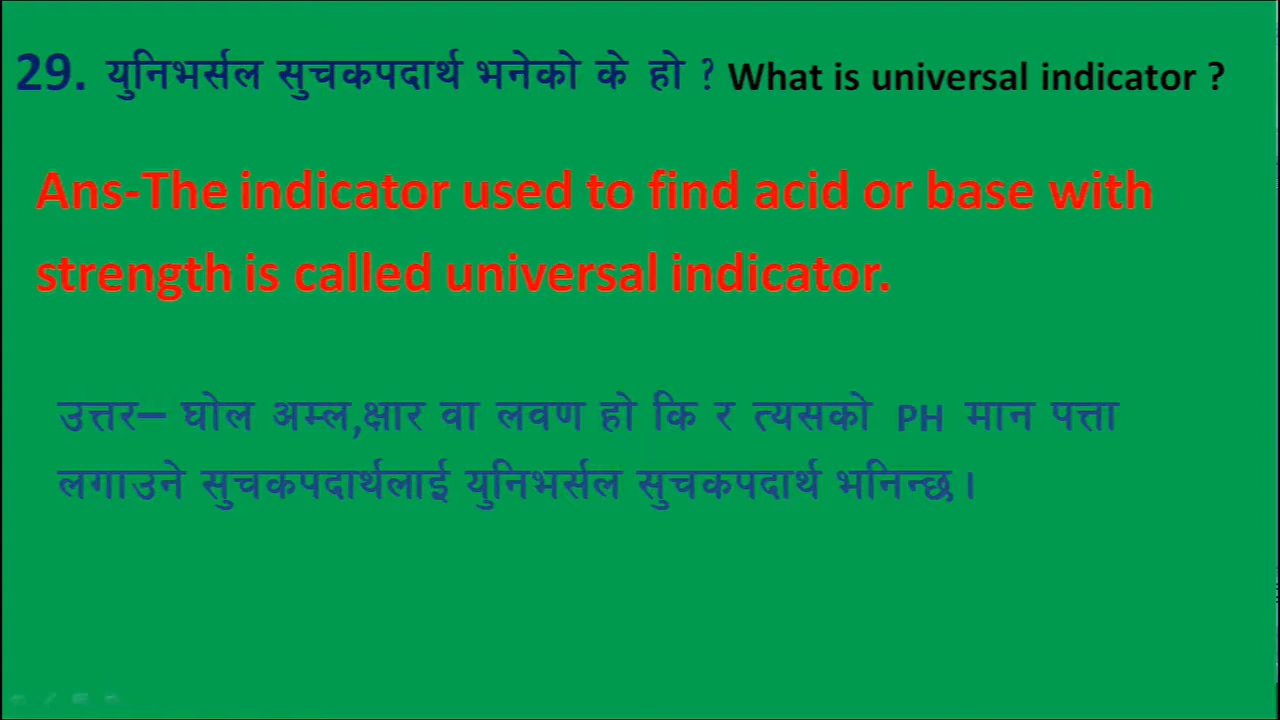 29. युनिभर्सल सुचकपदार्थ भनेको के हो ? What is universal indicator ?
Ans-The indicator used to find acid or base with
strength is called universal indicator.
उत्तर– घोल अम्ल,क्षार वा लवण हो कि र त्यसको PH मान पत्ता
लगाउने सुचकपदार्थलाई युनिभर्सल सुचकपदार्थ भनिन्छ।